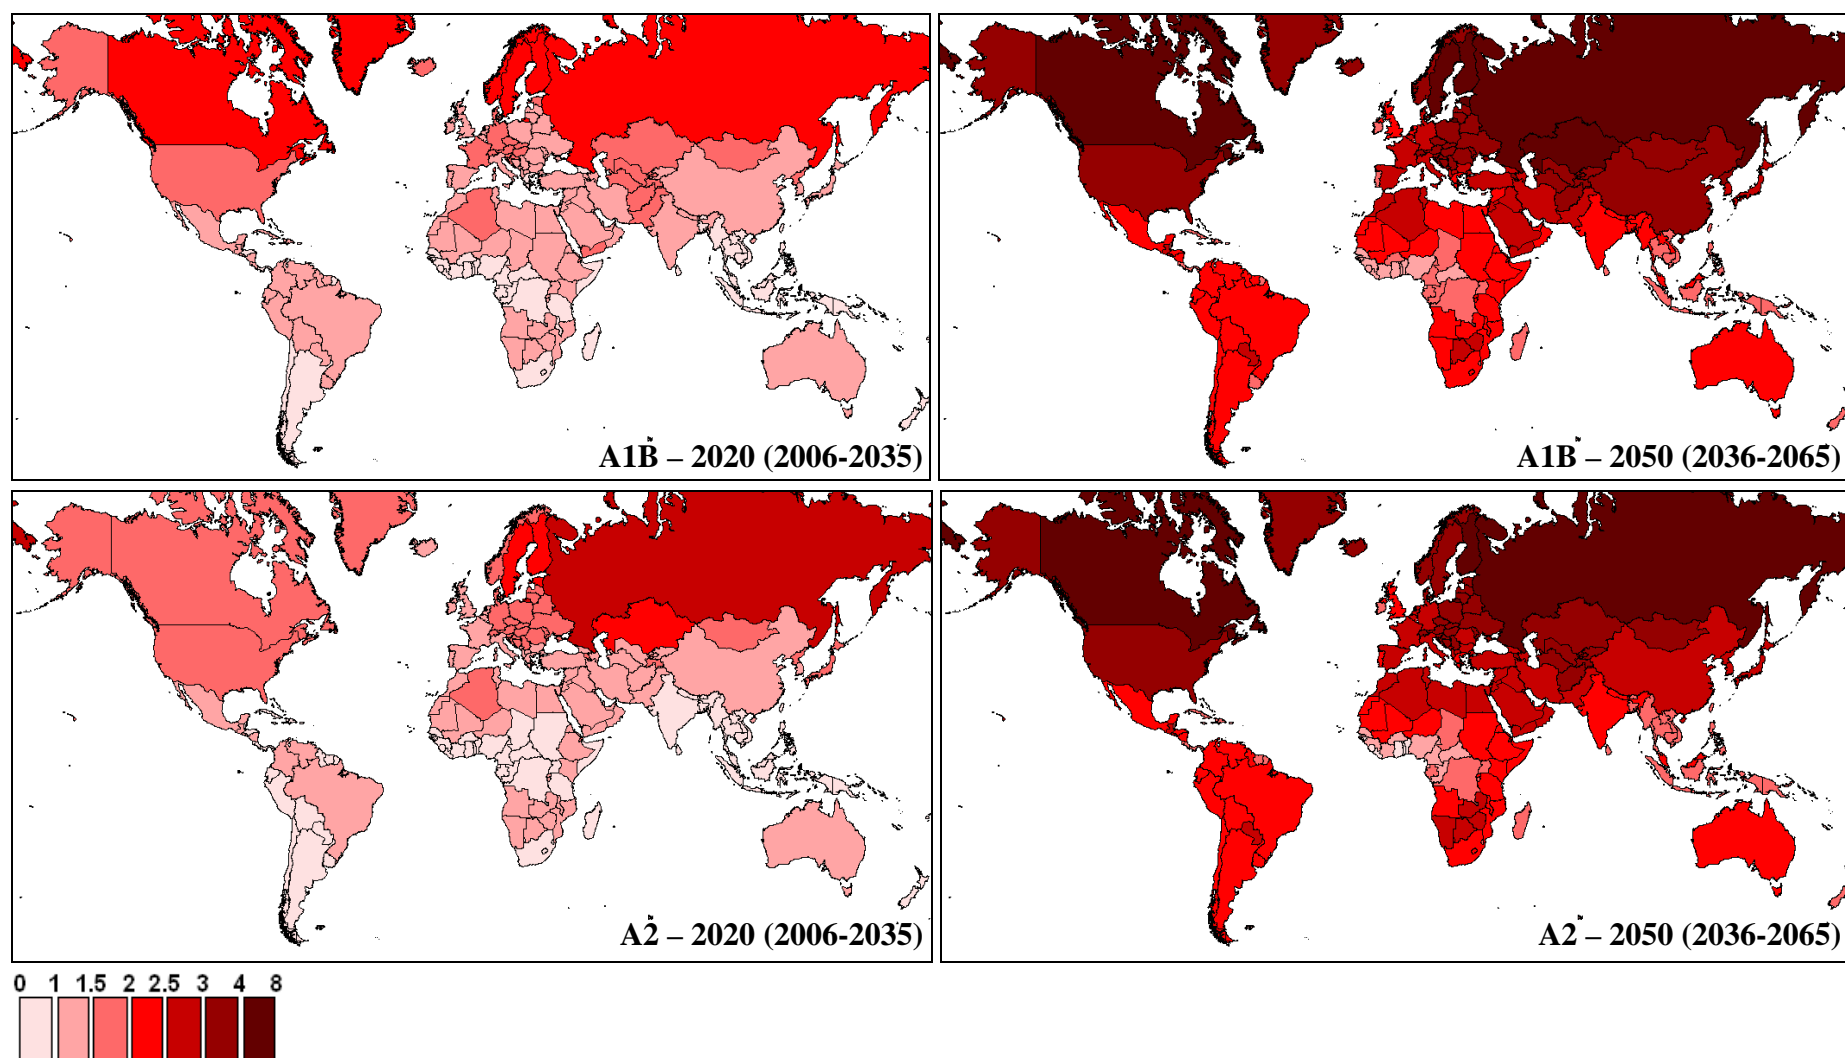 A1B – 2020 (2006-2035)
A1B – 2050 (2036-2065)
A2 – 2020 (2006-2035)
A2 – 2050 (2036-2065)
0 1 1.5 2 2.5 3 4 8